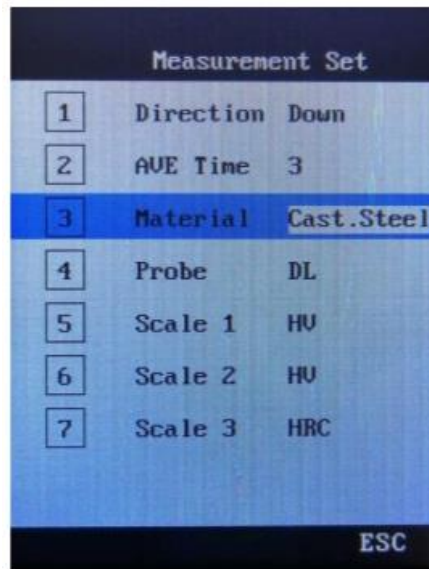 Measurement Set
1 Direction Down
2 AVE Time 3
3 Material Cast.Steel
4 Probe DL
5 Scale 1 HV
6 Scale 2 HV
7 Scale 3 HRC
ESC